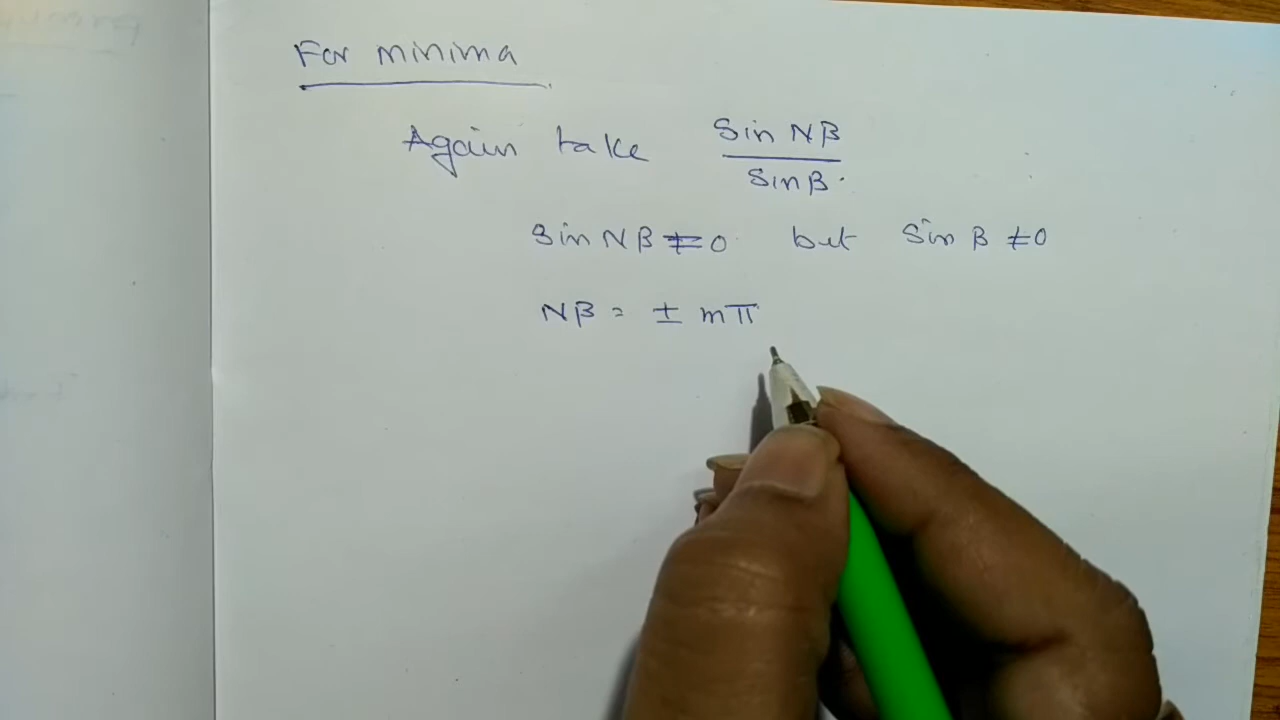 For minima
Again take Sin Nβ / Sin β.
Sin Nβ = 0 but Sin β ≠ 0
Nβ = ± mπ